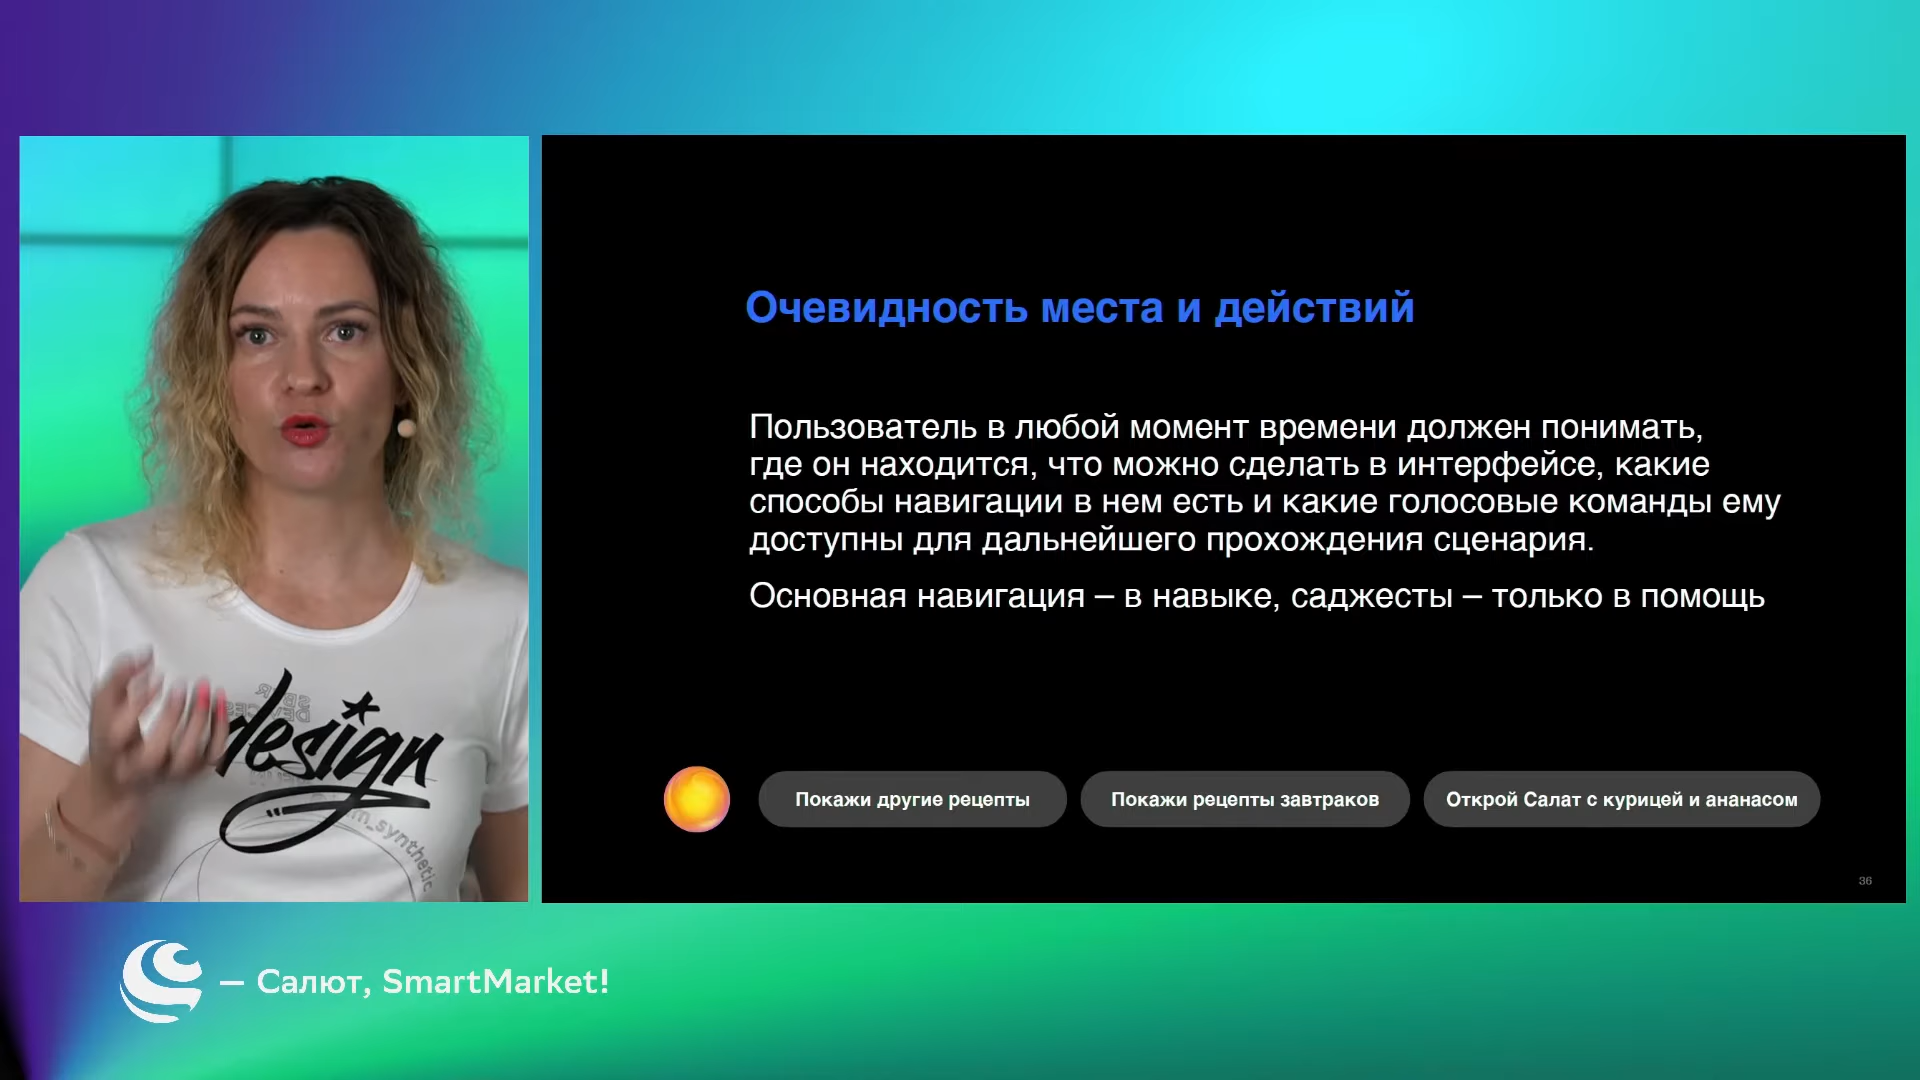 Очевидность места и действий
Пользователь в любой момент времени должен понимать,
где он находится, что можно сделать в интерфейсе, какие
способы навигации в нем есть и какие голосовые команды ему
доступны для дальнейшего прохождения сценария.
Основная навигация – в навыке, саджесты – только в помощь
Покажи другие рецепты
Покажи рецепты завтраков
Открой Салат с курицей и ананасом
36
design
m_synthetic
— Салют, SmartMarket!